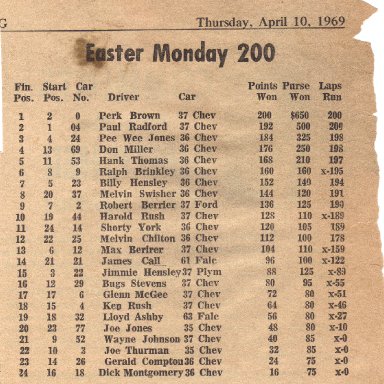 G
Thursday, April 10, 1969
Easter Monday 200
Fin. Start Car Points Purse Laps
Pos. Pos. No. Driver Car Won Won Run
1 2 0 Perk Brown 37 Chev 200 $650 200
2 1 04 Paul Radford 37 Chev 192 500 200
3 4 24 Pee Wee Jones 36 Chev 184 325 198
4 13 69 Don Miller 36 Chev 176 250 198
5 11 53 Hank Thomas 36 Chev 168 210 197
6 8 9 Ralph Brinkley 36 Chev 160 160 x-195
7 5 23 Billy Hensley 36 Chev 152 149 194
8 20 37 Melvin Swisher 36 Chev 144 120 191
9 7 2 Robert Berrier 37 Ford 136 125 190
10 19 44 Harold Rush 37 Chev 128 110 x-189
11 24 14 Shorty York 36 Chev 120 105 189
12 22 25 Melvin Chilton 36 Chev 112 100 178
13 6 12 Max Berrier 37 Chev 104 110 x-159
14 21 21 James Call 61 Falc 96 100 x-122
15 3 22 Jimmie Hensley 37 Plym 88 125 x-89
16 12 29 Bugs Stevens 37 Chev 80 95 x-55
17 17 6 Glenn McGee 37 Chev 72 80 x-51
18 15 4 Ken Rush 37 Chev 64 80 x-46
19 18 32 Lloyd Ashby 63 Falc 56 80 x-27
20 23 77 Joe Jones 35 Chev 48 80 x-10
21 9 52 Wayne Johnson 37 Chev 40 85 x-0
22 10 3 Joe Thurman 35 Chev 32 85 x-0
23 14 26 Gerald Compton 36 Chev 24 75 x-0
24 16 18 Dick Montgomery 36 Chev 16 75 x-0